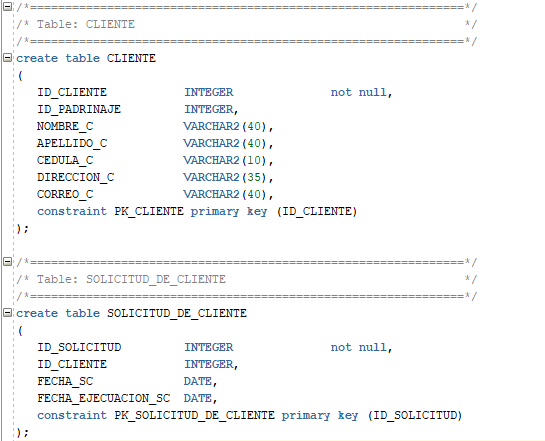 /*==============================================================*/
/* Table: CLIENTE                                               */
/*==============================================================*/
create table CLIENTE
(
   ID_CLIENTE           INTEGER              not null,
   ID_PADRINAJE         INTEGER,
   NOMBRE_C             VARCHAR2(40),
   APELLIDO_C           VARCHAR2(40),
   CEDULA_C             VARCHAR2(10),
   DIRECCION_C          VARCHAR2(35),
   CORREO_C             VARCHAR2(40),
   constraint PK_CLIENTE primary key (ID_CLIENTE)
);
/*==============================================================*/
/* Table: SOLICITUD_DE_CLIENTE                                  */
/*==============================================================*/
create table SOLICITUD_DE_CLIENTE
(
   ID_SOLICITUD         INTEGER              not null,
   ID_CLIENTE           INTEGER,
   FECHA_SC             DATE,
   FECHA_EJECUACION_SC  DATE,
   constraint PK_SOLICITUD_DE_CLIENTE primary key (ID_SOLICITUD)
);